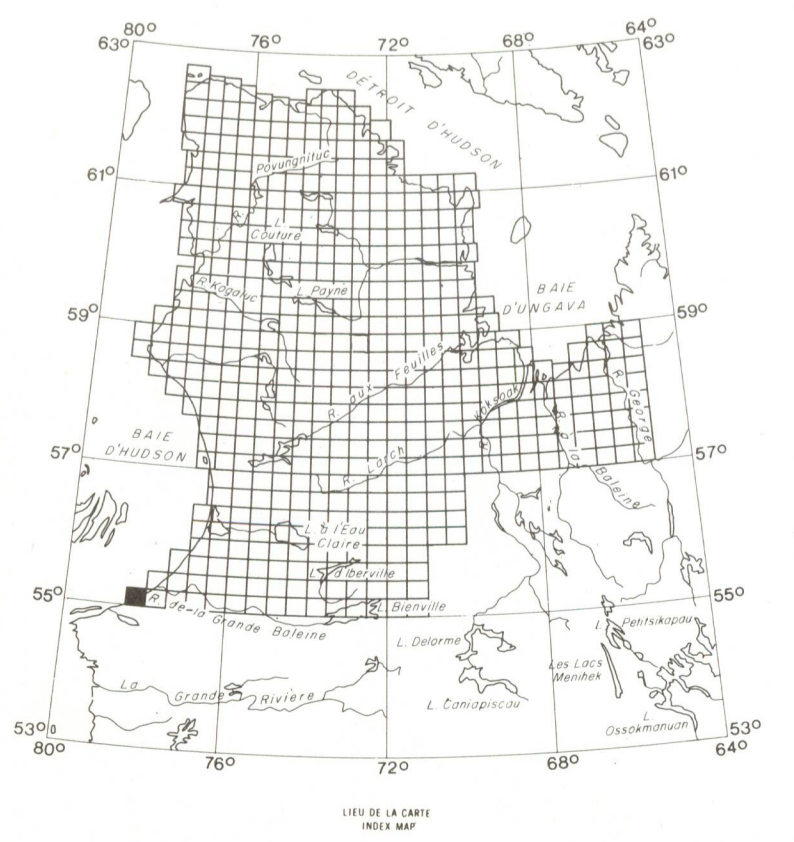 80°
76°
72°
68°
64°
63°
63°
DÉTROIT D'HUDSON
Povungnituc
61°
61°
R.
L.
Couture
R. Kogaluc
L. Payne
BAIE
D'UNGAVA
59°
59°
R. aux Feuilles
Koksoak
R. George
R. à la Baleine
BAIE
D'HUDSON
57°
57°
R. Larch
L. à l'Eau
Claire
L. d'Iberville
55°
55°
R. de-la Grande Baleine
L. Bienville
L. Delorme
L. Petitsikapau
Les Lacs
Menihek
La Grande Rivière
L. Caniapiscau
L.
Ossokmanuan
53°
53°
80°
76°
72°
68°
64°
LIEU DE LA CARTE
INDEX MAP